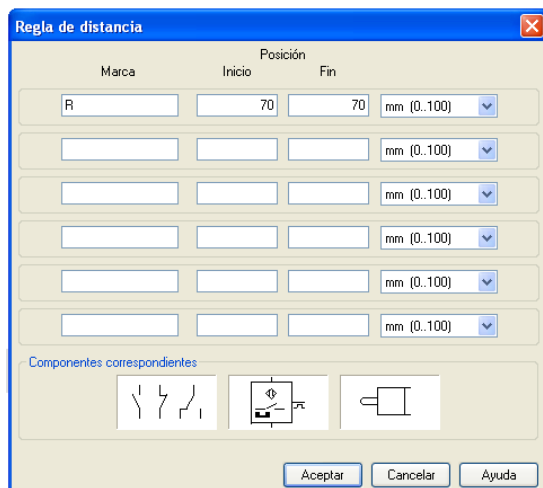 Regla de distancia
Posición
Marca Inicio Fin
R 70 70 mm (0..100)
mm (0..100)
mm (0..100)
mm (0..100)
mm (0..100)
mm (0..100)
Componentes correspondientes
Aceptar Cancelar Ayuda